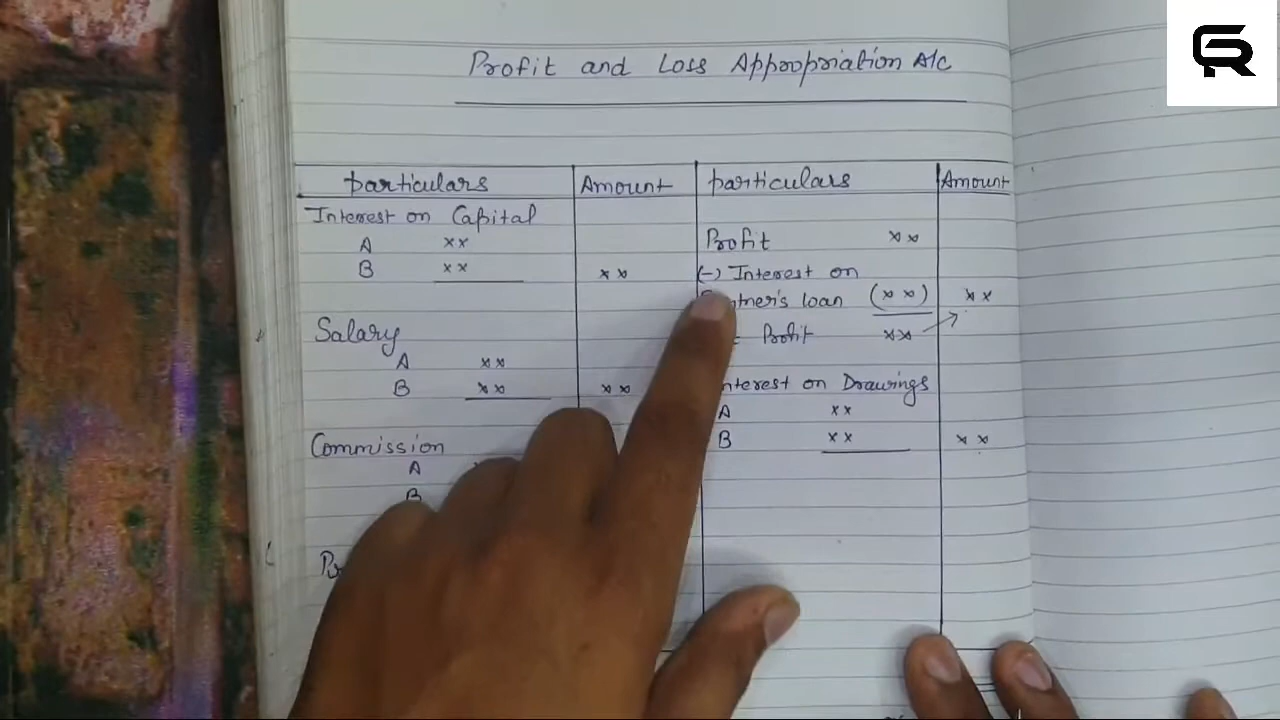 Profit and Loss Appropriation A/c
particulars Amount particulars Amount
Interest on Capital
A xx
B xx xx
Salary
A xx
B xx xx
Commission
A
B
Profit xx
(-) Interest on
loan (xx) xx
Profit xx
Interest on Drawings
A xx
B xx xx
GR